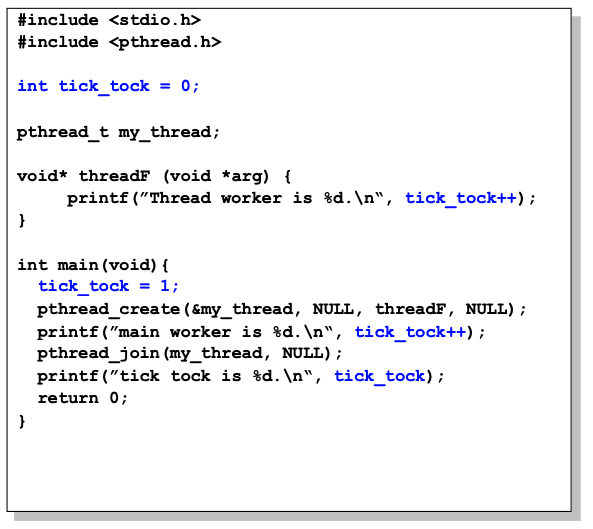 #include <stdio.h>
#include <pthread.h>
int tick_tock = 0;
pthread_t my_thread;
void* threadF (void *arg) {
printf(”Thread worker is %d.\n“, tick_tock++);
}
int main(void){
tick_tock = 1;
pthread_create(&my_thread, NULL, threadF, NULL);
printf(”main worker is %d.\n“, tick_tock++);
pthread_join(my_thread, NULL);
printf(”tick tock is %d.\n“, tick_tock);
return 0;
}